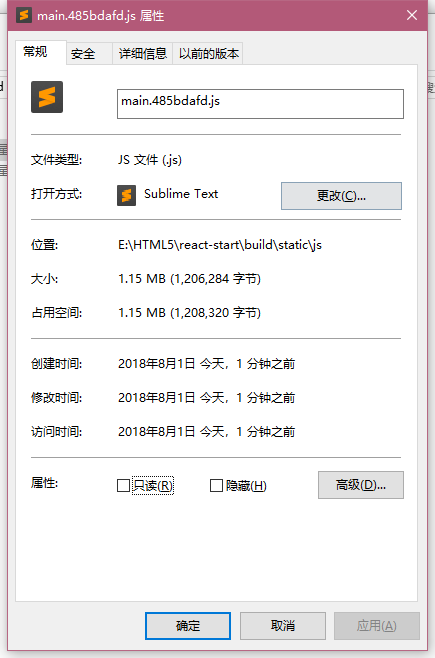 main.485bdafd.js 属性
常规 安全 详细信息 以前的版本
main.485bdafd.js
文件类型: JS 文件 (.js)
打开方式: Sublime Text 更改(C)...
位置: E:\HTML5\react-start\build\static\js
大小: 1.15 MB (1,206,284 字节)
占用空间: 1.15 MB (1,208,320 字节)
创建时间: 2018年8月1日 今天，1 分钟之前
修改时间: 2018年8月1日 今天，1 分钟之前
访问时间: 2018年8月1日 今天，1 分钟之前
属性: 只读(R) 隐藏(H) 高级(D)...
确定 取消 应用(A)